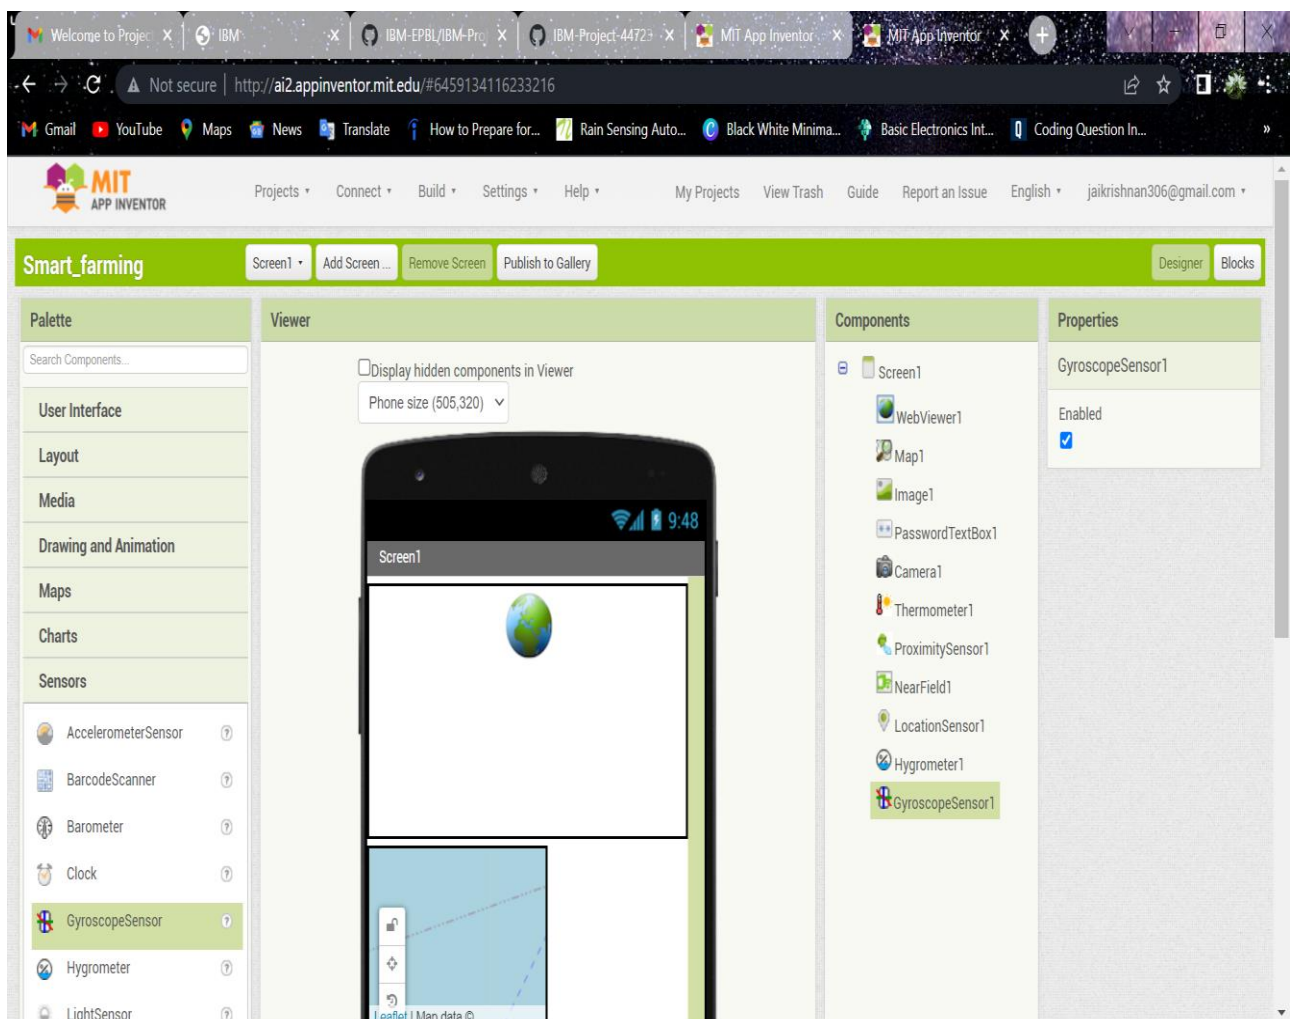 Welcome to Projec
IBM
IBM-EPBL/IBM-Pro
IBM-Project-44723
MIT App Inventor
MIT App Inventor
Not secure | http://ai2.appinventor.mit.edu/#6459134116233216
Gmail YouTube Maps News Translate How to Prepare for... Rain Sensing Auto... Black White Minima... Basic Electronics Int... Coding Question In... »
MIT
APP INVENTOR
Projects Connect Build Settings Help My Projects View Trash Guide Report an Issue English jaikrishnan306@gmail.com
Smart_farming Screen1 Add Screen ... Remove Screen Publish to Gallery Designer Blocks
Palette
Search Components...
User Interface
Layout
Media
Drawing and Animation
Maps
Charts
Sensors
AccelerometerSensor ?
BarcodeScanner ?
Barometer ?
Clock ?
GyroscopeSensor ?
Hygrometer ?
LightSensor ?
Viewer
Display hidden components in Viewer
Phone size (505,320)
9:48
Screen1
Leaflet | Map data ©
Components
Screen1
WebViewer1
Map1
Image1
PasswordTextBox1
Camera1
Thermometer1
ProximitySensor1
NearField1
LocationSensor1
Hygrometer1
GyroscopeSensor1
Properties
GyroscopeSensor1
Enabled